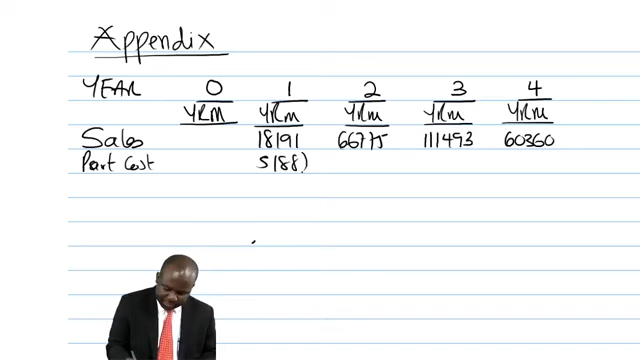 Appendix
YEAR 0 1 2 3 4
YRM YRM YRM YRM YRM
Sales 18191 66775 111493 60360
Part Cost 5188)